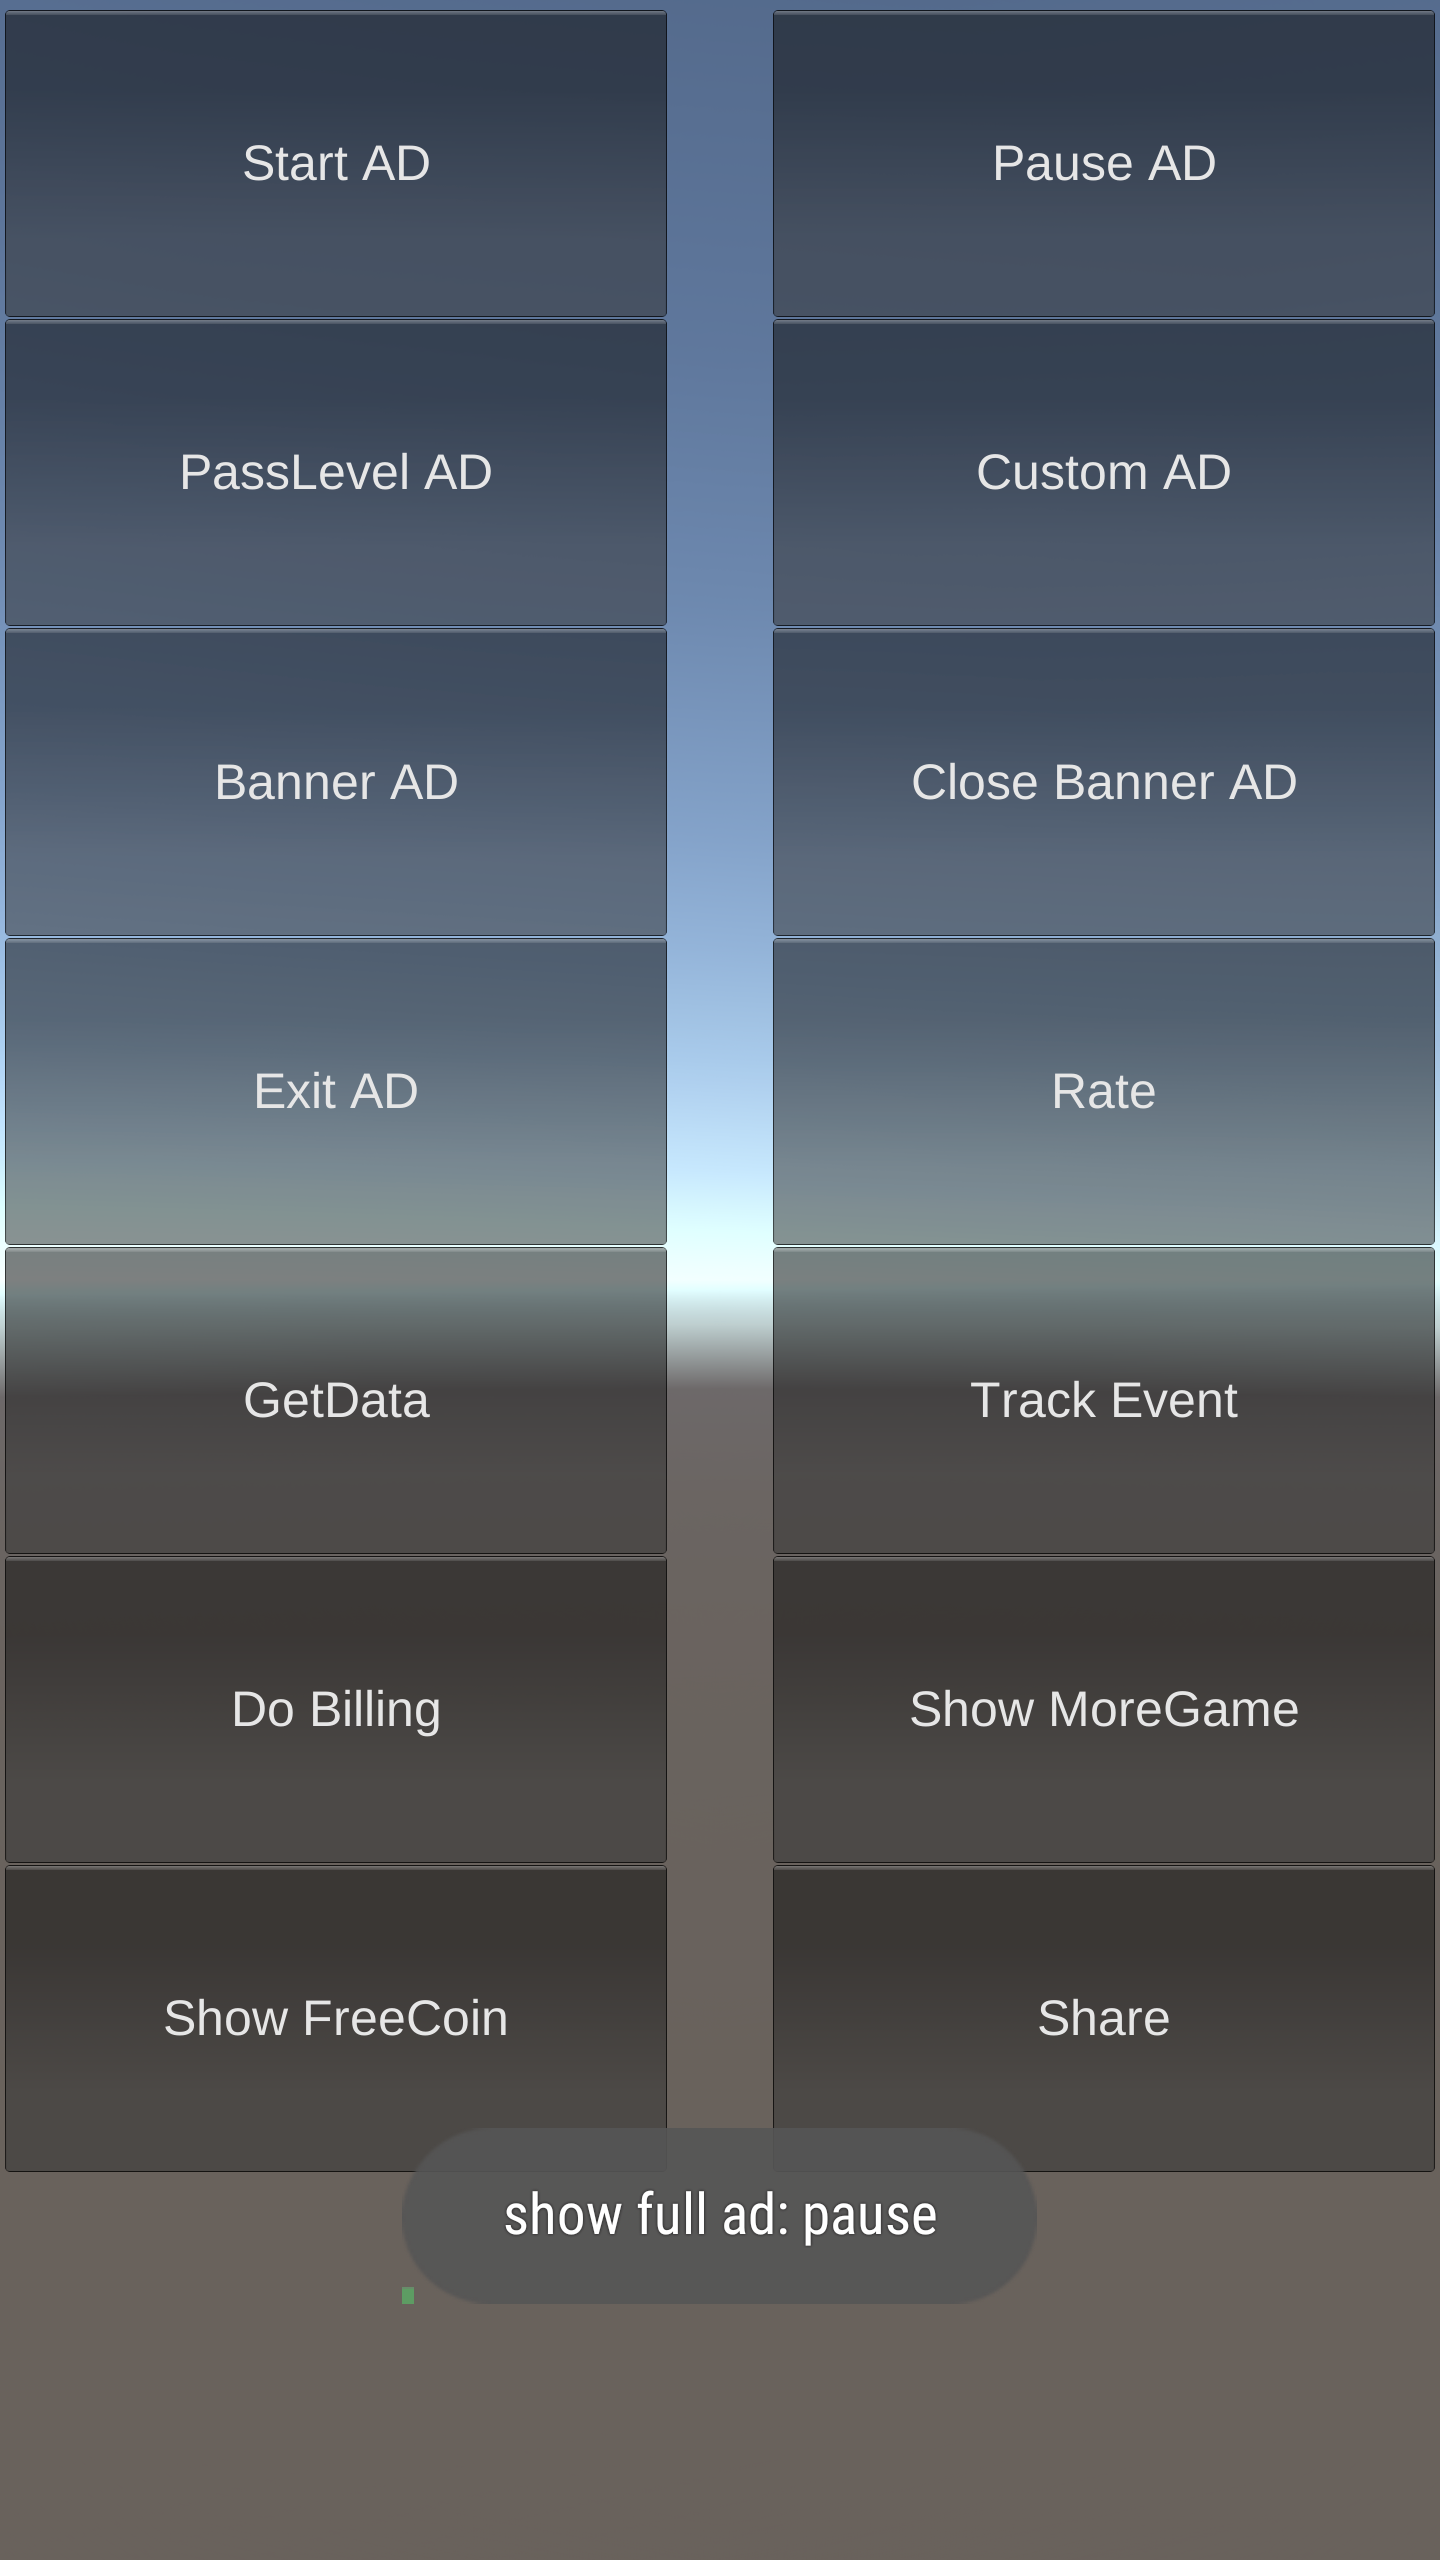 Start AD
Pause AD
PassLevel AD
Custom AD
Banner AD
Close Banner AD
Exit AD
Rate
GetData
Track Event
Do Billing
Show MoreGame
Show FreeCoin
Share
show full ad: pause